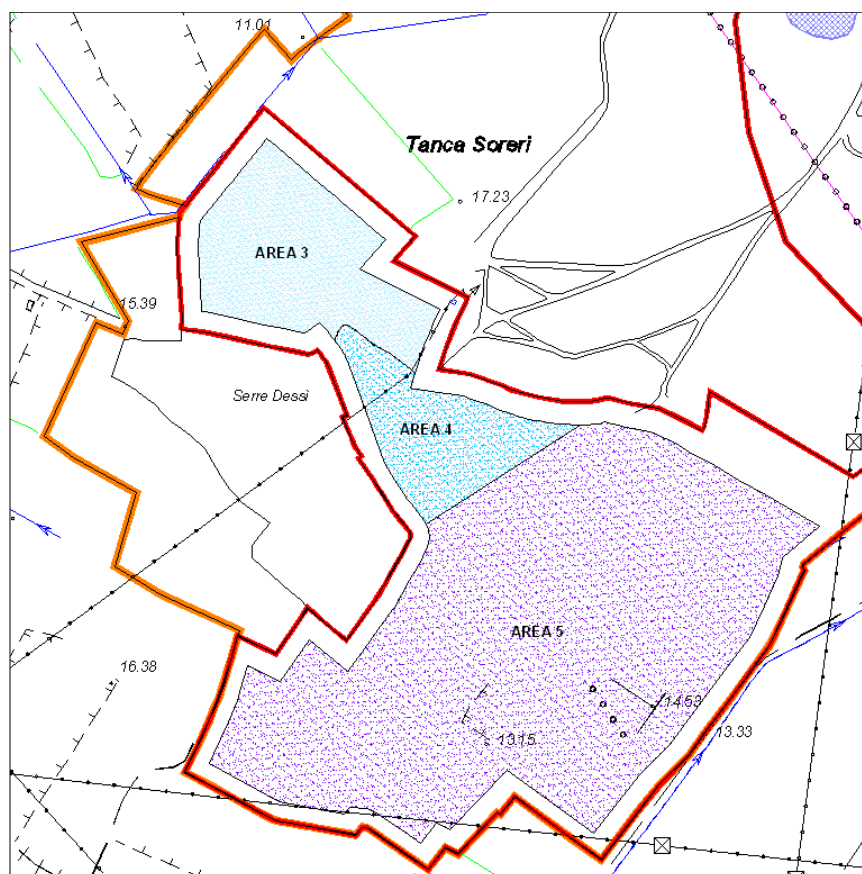 11.01
Tanca Soreri
17.23
AREA 3
15.39
Serre Dessi
AREA 4
AREA 5
16.38
14.53
13.15
13.33